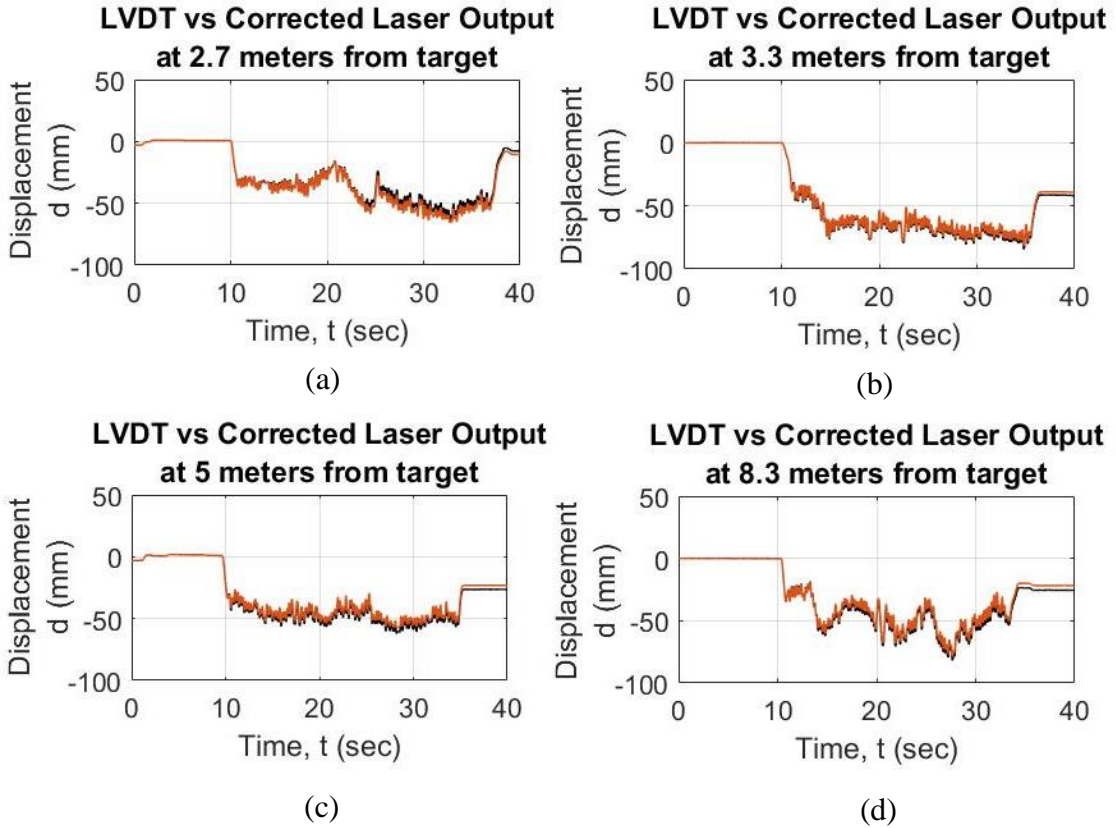 LVDT vs Corrected Laser Output
at 2.7 meters from target
50
0
-50
-100
Displacement
d (mm)
0 10 20 30 40
Time, t (sec)
(a)
LVDT vs Corrected Laser Output
at 3.3 meters from target
50
0
-50
-100
Displacement
d (mm)
0 10 20 30 40
Time, t (sec)
(b)
LVDT vs Corrected Laser Output
at 5 meters from target
50
0
-50
-100
Displacement
d (mm)
0 10 20 30 40
Time, t (sec)
(c)
LVDT vs Corrected Laser Output
at 8.3 meters from target
50
0
-50
-100
Displacement
d (mm)
0 10 20 30 40
Time, t (sec)
(d)